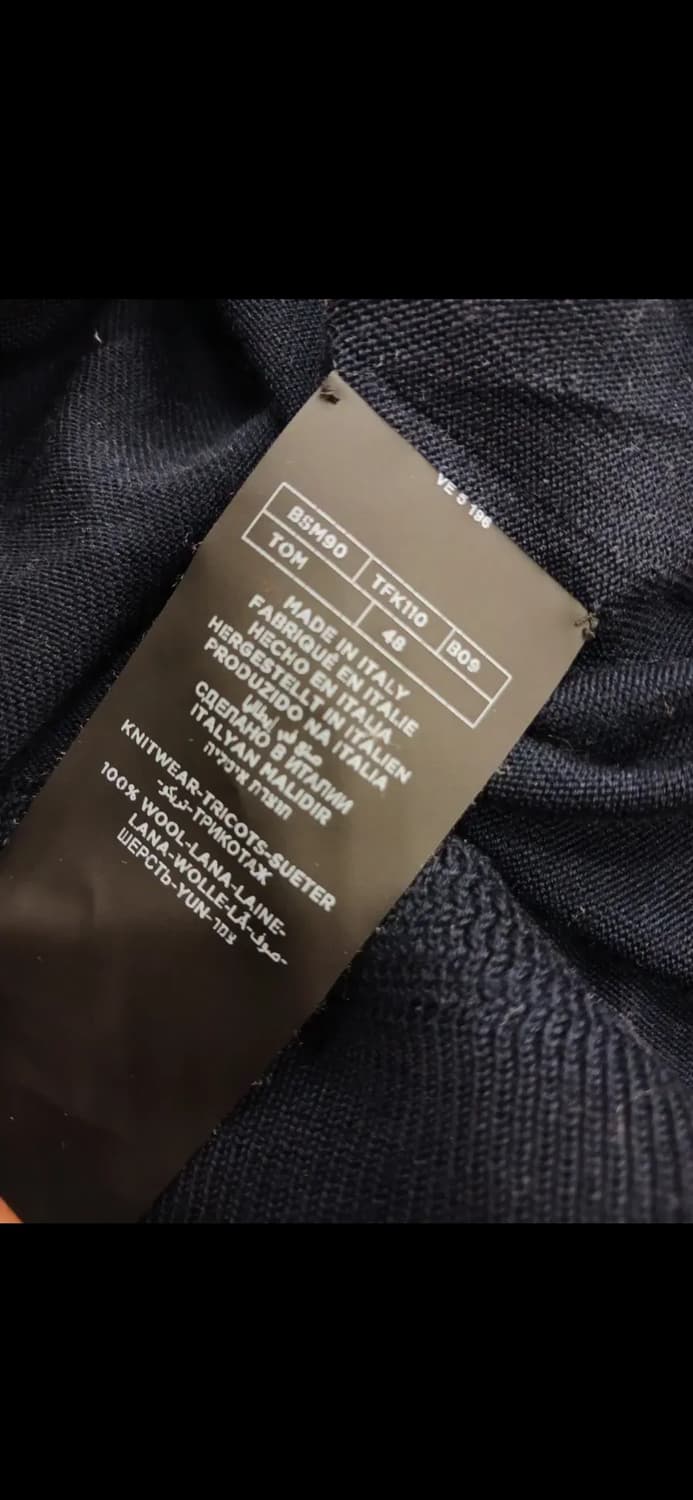 VE 5 196
BSM90 TFK110 B09
TOM 48
MADE IN ITALY
FABRIQUÉ EN ITALIE
HECHO EN ITALIA
HERGESTELLT IN ITALIEN
PRODUZIDO NA ITALIA
صنع في إيطاليا
СДЕЛАНО В ИТАЛИИ
ITALYAN MALIDIR
תוצרת איטליה
KNITWEAR-TRICOTS-SUETER
-تريكو-ТРИКОТАЖ
100% WOOL-LANA-LAINE-
LANA-WOLLE-LÃ-صوف-
ШЕРСТЬ-YUN-צמר